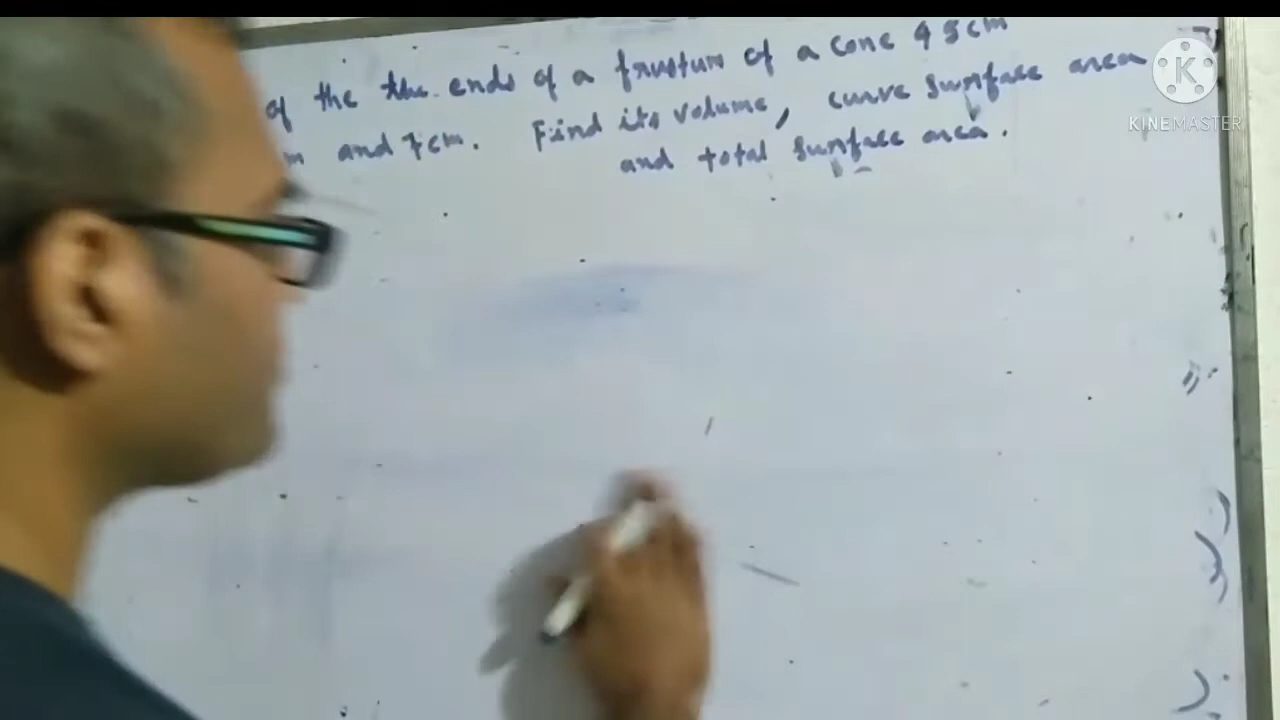 of the the ends of a frustum of a cone 45cm
and 7cm. Find its volume, curve surface area
and total surface area.
KINEMASTER